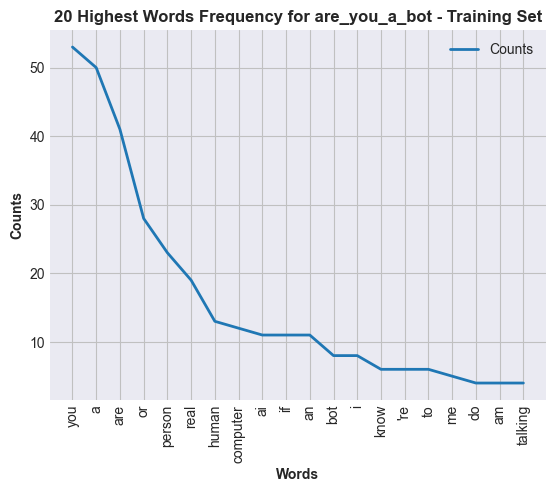 20 Highest Words Frequency for are_you_a_bot - Training Set
Counts
50
40
30
20
10
Counts
you
a
are
or
person
real
human
computer
ai
if
an
bot
i
know
're
to
me
do
am
talking
Words